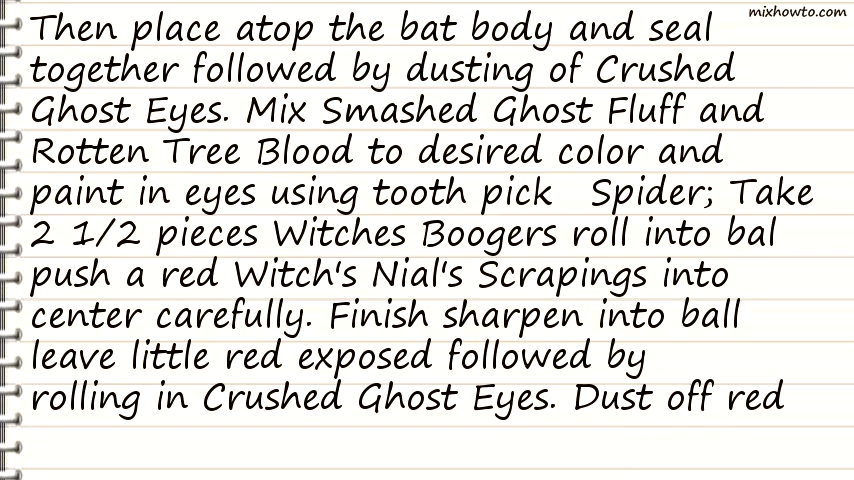 mixhowto.com
Then place atop the bat body and seal
together followed by dusting of Crushed
Ghost Eyes. Mix Smashed Ghost Fluff and
Rotten Tree Blood to desired color and
paint in eyes using tooth pick   Spider; Take
2 1/2 pieces Witches Boogers roll into bal
push a red Witch's Nial's Scrapings into
center carefully. Finish sharpen into ball
leave little red exposed followed by
rolling in Crushed Ghost Eyes. Dust off red